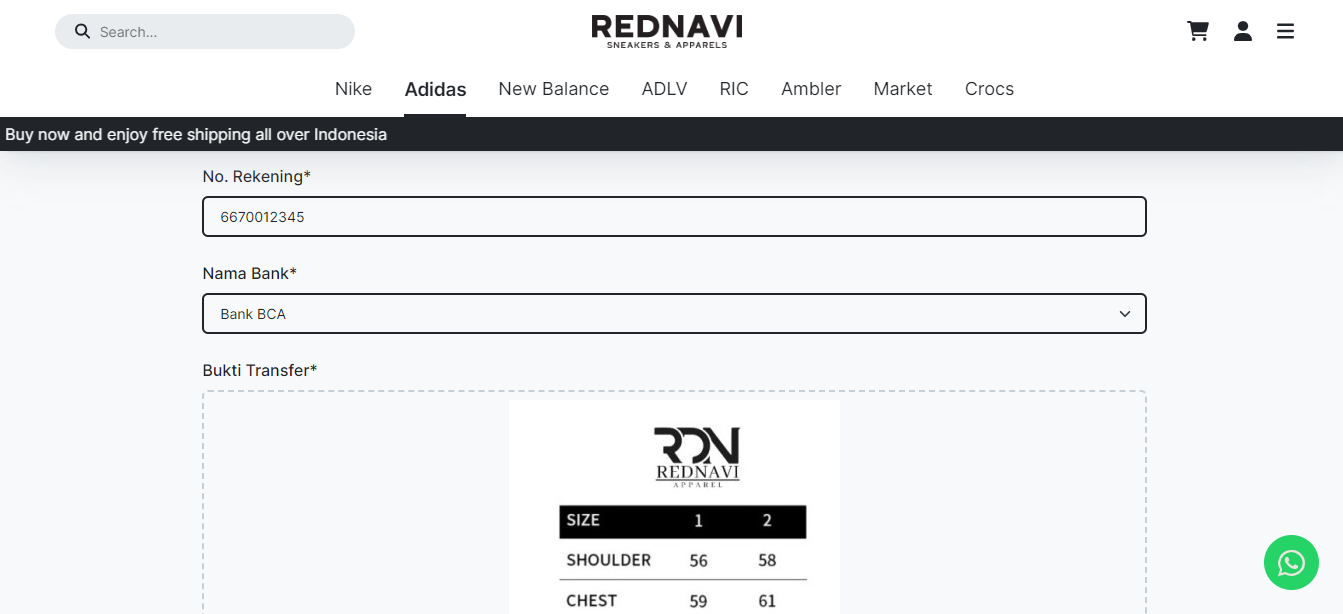 Search...
REDNAVI
SNEAKERS & APPARELS
Nike Adidas New Balance ADLV RIC Ambler Market Crocs
Buy now and enjoy free shipping all over Indonesia
No. Rekening*
6670012345
Nama Bank*
Bank BCA
Bukti Transfer*
RDN
REDNAVI
APPAREL
SIZE 1 2
SHOULDER 56 58
CHEST 59 61